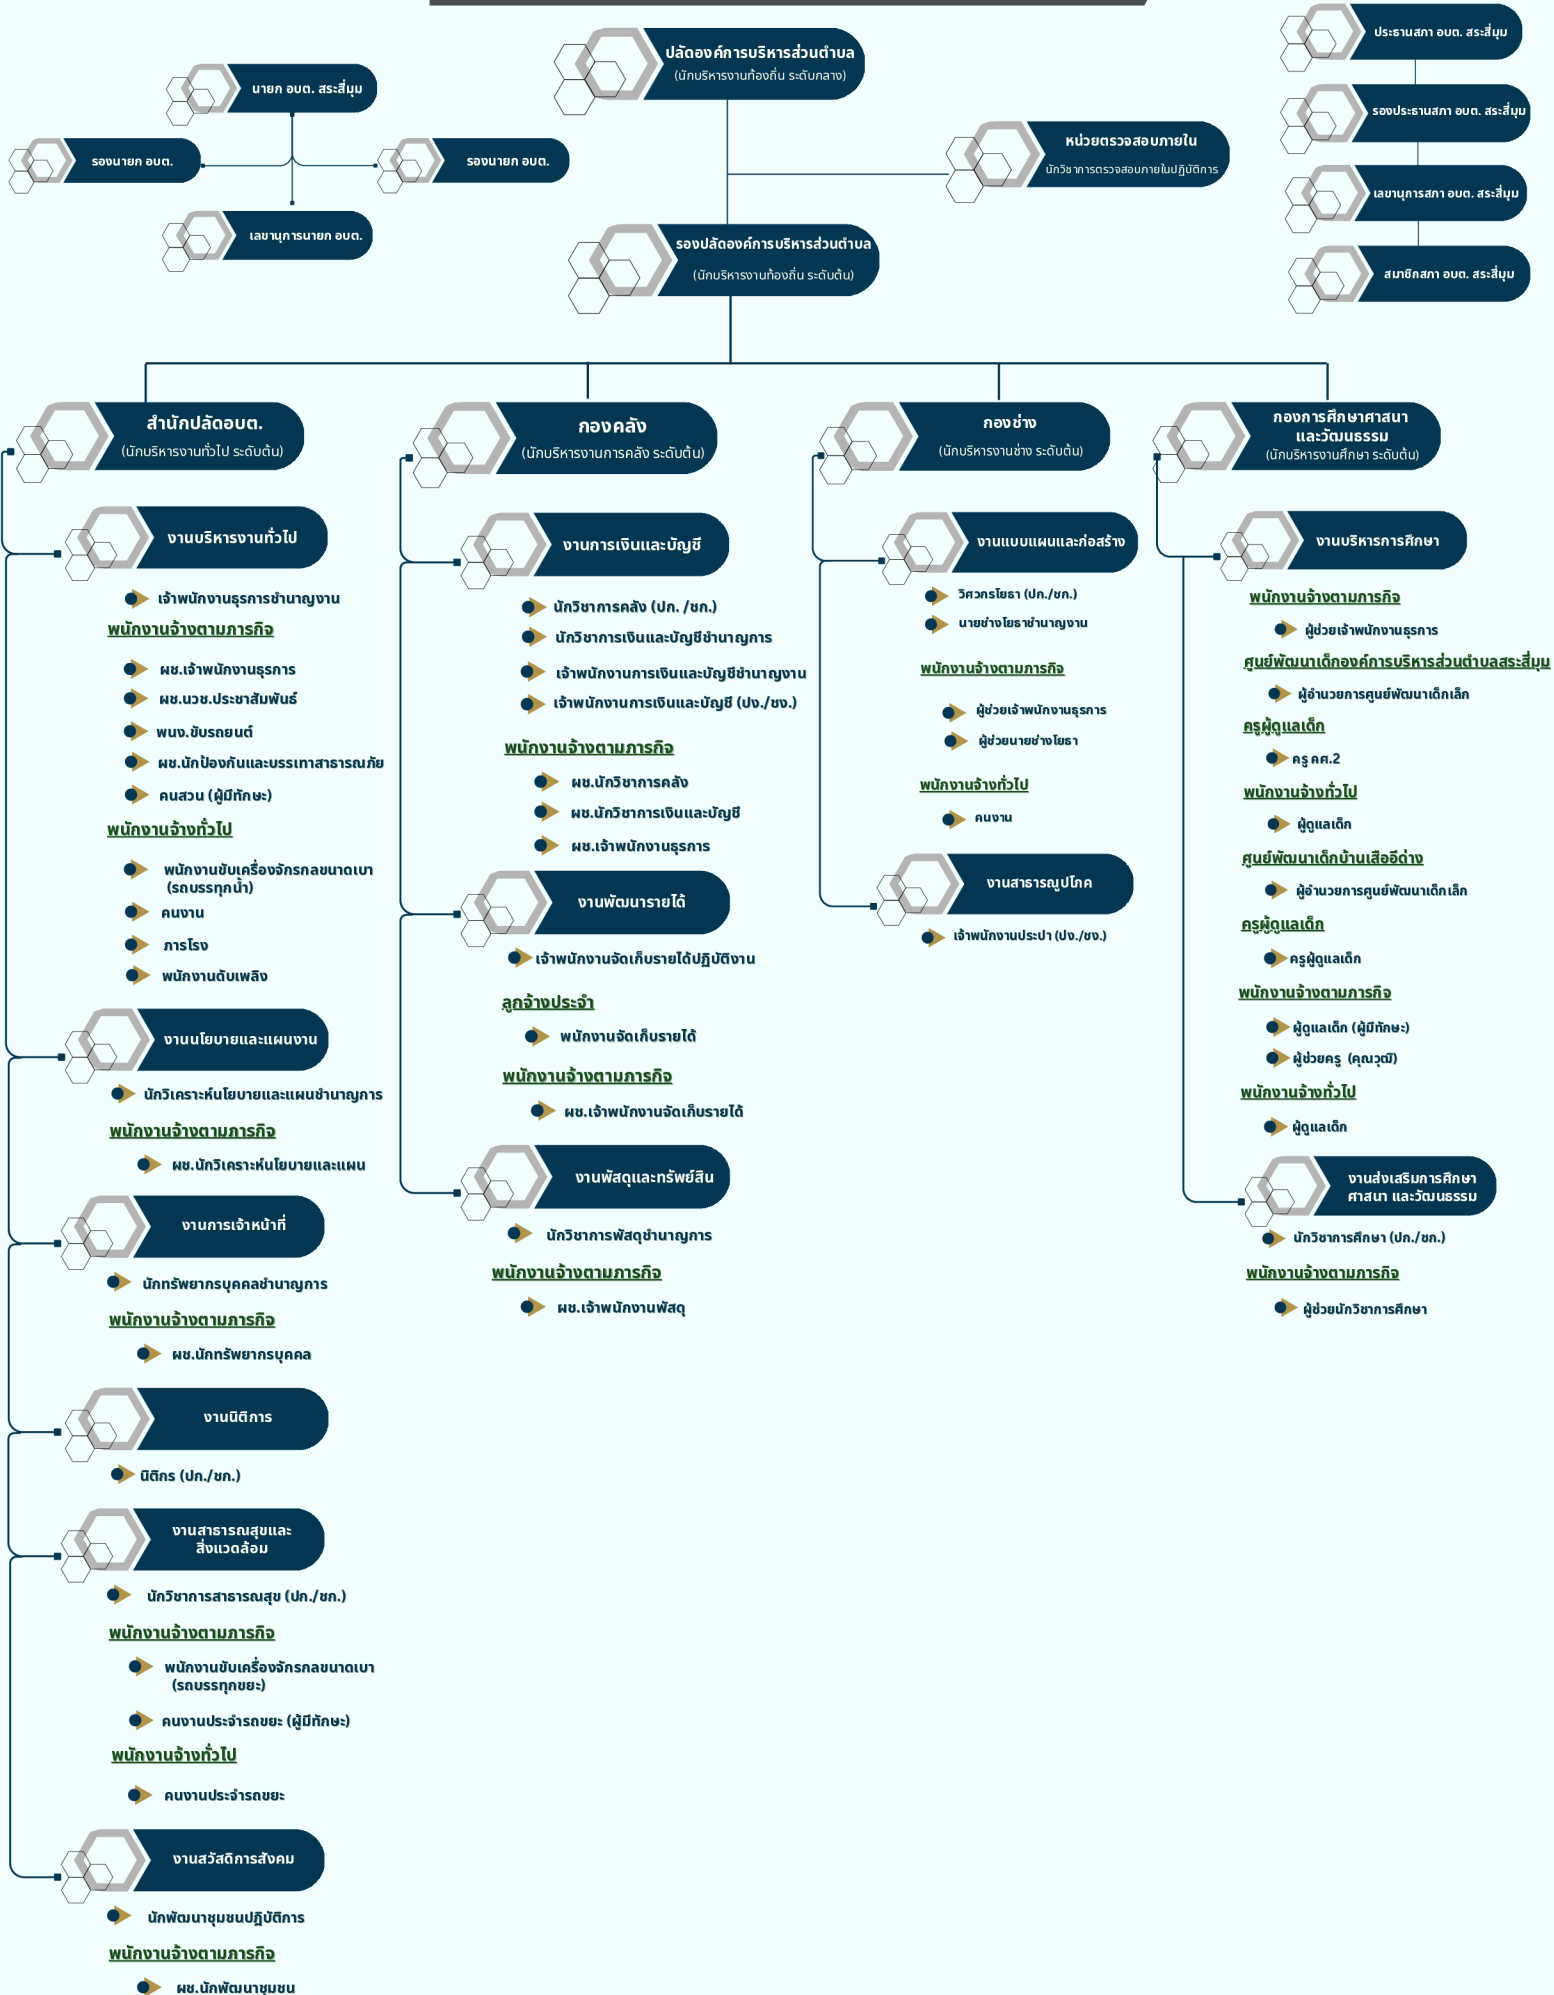 นายก อบต. สระสี่มุม
รองนายก อบต.
รองนายก อบต.
เลขานุการนายก อบต.
ปลัดองค์การบริหารส่วนตำบล
(นักบริหารงานท้องถิ่น ระดับกลาง)
หน่วยตรวจสอบภายใน
นักวิชาการตรวจสอบภายในปฏิบัติการ
รองปลัดองค์การบริหารส่วนตำบล
(นักบริหารงานท้องถิ่น ระดับต้น)
ประธานสภา อบต. สระสี่มุม
รองประธานสภา อบต. สระสี่มุม
เลขานุการสภา อบต. สระสี่มุม
สมาชิกสภา อบต. สระสี่มุม
สำนักปลัดอบต.
(นักบริหารงานทั่วไป ระดับต้น)
งานบริหารงานทั่วไป
เจ้าพนักงานธุรการชำนาญงาน
พนักงานจ้างตามภารกิจ
ผช.เจ้าพนักงานธุรการ
ผช.นวช.ประชาสัมพันธ์
พนง.ขับรถยนต์
ผช.นักป้องกันและบรรเทาสาธารณภัย
คนสวน (ผู้มีทักษะ)
พนักงานจ้างทั่วไป
พนักงานขับเครื่องจักรกลขนาดเบา
(รถบรรทุกน้ำ)
คนงาน
ภารโรง
พนักงานดับเพลิง
งานนโยบายและแผนงาน
นักวิเคราะห์นโยบายและแผนชำนาญการ
พนักงานจ้างตามภารกิจ
ผช.นักวิเคราะห์นโยบายและแผน
งานการเจ้าหน้าที่
นักทรัพยากรบุคคลชำนาญการ
พนักงานจ้างตามภารกิจ
ผช.นักทรัพยากรบุคคล
งานนิติการ
นิติกร (ปก./ชก.)
งานสาธารณสุขและ
สิ่งแวดล้อม
นักวิชาการสาธารณสุข (ปก./ชก.)
พนักงานจ้างตามภารกิจ
พนักงานขับเครื่องจักรกลขนาดเบา
(รถบรรทุกขยะ)
คนงานประจำรถขยะ (ผู้มีทักษะ)
พนักงานจ้างทั่วไป
คนงานประจำรถขยะ
งานสวัสดิการสังคม
นักพัฒนาชุมชนปฎิบัติการ
พนักงานจ้างตามภารกิจ
ผช.นักพัฒนาชุมชน
กองคลัง
(นักบริหารงานการคลัง ระดับต้น)
งานการเงินและบัญชี
นักวิชาการคลัง (ปก. /ชก.)
นักวิชาการเงินและบัญชีชำนาญการ
เจ้าพนักงานการเงินและบัญชีชำนาญงาน
เจ้าพนักงานการเงินและบัญชี (ปง./ชง.)
พนักงานจ้างตามภารกิจ
ผช.นักวิชาการคลัง
ผช.นักวิชาการเงินและบัญชี
ผช.เจ้าพนักงานธุรการ
งานพัฒนารายได้
เจ้าพนักงานจัดเก็บรายได้ปฏิบัติงาน
ลูกจ้างประจำ
พนักงานจัดเก็บรายได้
พนักงานจ้างตามภารกิจ
ผช.เจ้าพนักงานจัดเก็บรายได้
งานพัสดุและทรัพย์สิน
นักวิชาการพัสดุชำนาญการ
พนักงานจ้างตามภารกิจ
ผช.เจ้าพนักงานพัสดุ
กองช่าง
(นักบริหารงานช่าง ระดับต้น)
งานแบบแผนและก่อสร้าง
วิศวกรโยธา (ปก./ชก.)
นายช่างโยธาชำนาญงาน
พนักงานจ้างตามภารกิจ
ผู้ช่วยเจ้าพนักงานธุรการ
ผู้ช่วยนายช่างโยธา
พนักงานจ้างทั่วไป
คนงาน
งานสาธารณูปโภค
เจ้าพนักงานประปา (ปง./ชง.)
กองการศึกษาศาสนา
และวัฒนธรรม
(นักบริหารงานศึกษา ระดับต้น)
งานบริหารการศึกษา
พนักงานจ้างตามภารกิจ
ผู้ช่วยเจ้าพนักงานธุรการ
ศูนย์พัฒนาเด็กองค์การบริหารส่วนตำบลสระสี่มุม
ผู้อำนวยการศูนย์พัฒนาเด็กเล็ก
ครูผู้ดูแลเด็ก
ครู คศ.2
พนักงานจ้างทั่วไป
ผู้ดูแลเด็ก
ศูนย์พัฒนาเด็กบ้านเสืออีด่าง
ผู้อำนวยการศูนย์พัฒนาเด็กเล็ก
ครูผู้ดูแลเด็ก
ครูผู้ดูแลเด็ก
พนักงานจ้างตามภารกิจ
ผู้ดูแลเด็ก (ผู้มีทักษะ)
ผู้ช่วยครู (คุณวุฒิ)
พนักงานจ้างทั่วไป
ผู้ดูแลเด็ก
งานส่งเสริมการศึกษา
ศาสนา และวัฒนธรรม
นักวิชาการศึกษา (ปก./ชก.)
พนักงานจ้างตามภารกิจ
ผู้ช่วยนักวิชาการศึกษา